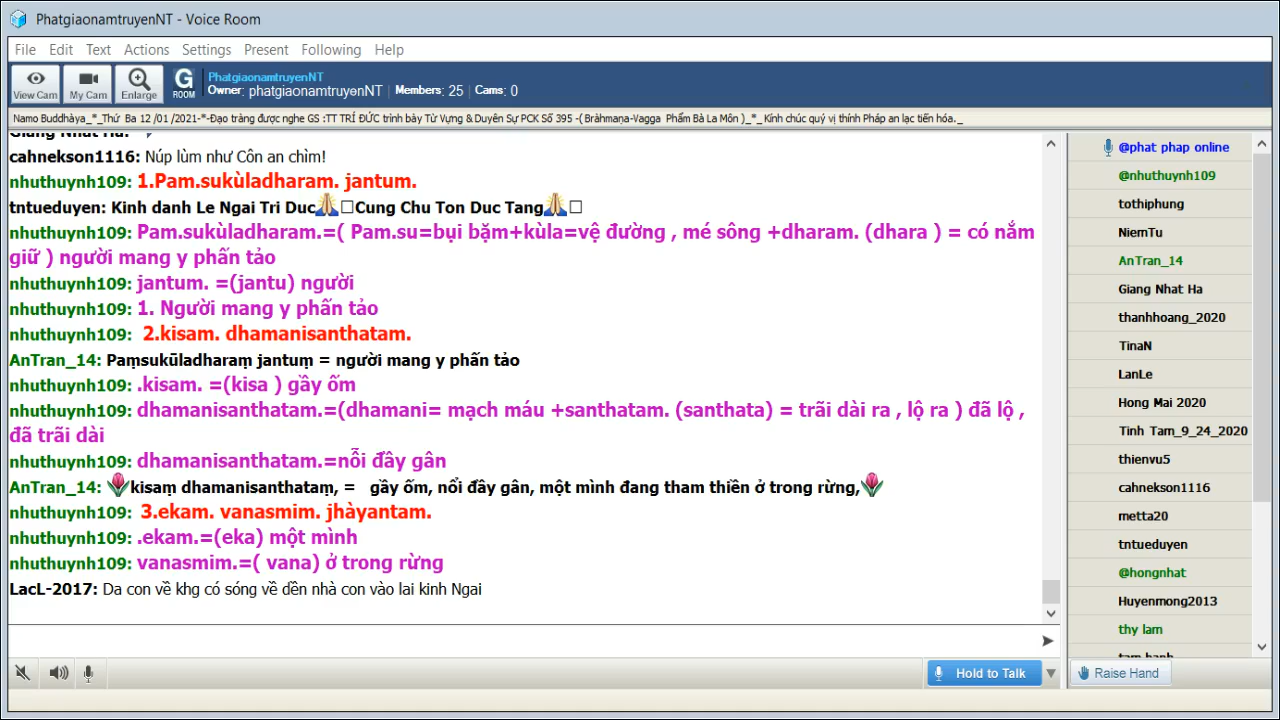 PhatgiaonamtruyenNT - Voice Room
File Edit Text Actions Settings Present Following Help
View Cam My Cam Enlarge G ROOM
PhatgiaonamtruyenNT
Owner: phatgiaonamtruyenNT Members: 25 Cams: 0
Namo Buddhàya_*_Thứ Ba 12 /01 /2021-*-Đạo tràng được nghe GS :TT TRÍ ĐỨC trình bày Từ Vựng & Duyên Sự PCK Số 395 -( Bràhmaṇa-Vagga Phẩm Bà La Môn )_*_ Kính chúc quý vị thính Pháp an lạc tiến hóa._
Giang Nhat Ha:
cahnekson1116: Núp lùm như Côn an chìm!
nhuthuynh109: 1.Pam.sukùladharam. jantum.
tntueduyen: Kinh danh Le Ngai Tri Duc🙏□Cung Chu Ton Duc Tang🙏□
nhuthuynh109: Pam.sukùladharam.=( Pam.su=bụi bặm+kùla=vệ đường , mé sông +dharam. (dhara ) = có nắm
giữ ) người mang y phấn tảo
nhuthuynh109: jantum. =(jantu) người
nhuthuynh109: 1. Người mang y phấn tảo
nhuthuynh109: 2.kisam. dhamanisanthatam.
AnTran_14: Paṃsukūladharaṃ jantuṃ = người mang y phấn tảo
nhuthuynh109: .kisam. =(kisa ) gầy ốm
nhuthuynh109: dhamanisanthatam.=(dhamani= mạch máu +santhatam. (santhata) = trãi dài ra , lộ ra ) đã lộ ,
đã trãi dài
nhuthuynh109: dhamanisanthatam.=nỗi đầy gân
AnTran_14: 🌷kisaṃ dhamanisanthataṃ, = gầy ốm, nổi đầy gân, một mình đang tham thiền ở trong rừng,🌷
nhuthuynh109: 3.ekam. vanasmim. jhàyantam.
nhuthuynh109: .ekam.=(eka) một mình
nhuthuynh109: vanasmim.=( vana) ở trong rừng
LacL-2017: Da con về khg có sóng về dền nhà con vào lai kinh Ngai
Hold to Talk
@phat phap online
@nhuthuynh109
tothiphung
NiemTu
AnTran_14
Giang Nhat Ha
thanhhoang_2020
TinaN
LanLe
Hong Mai 2020
Tinh Tam_9_24_2020
thienvu5
cahnekson1116
metta20
tntueduyen
@hongnhat
Huyenmong2013
thy lam
tam hanh
Raise Hand